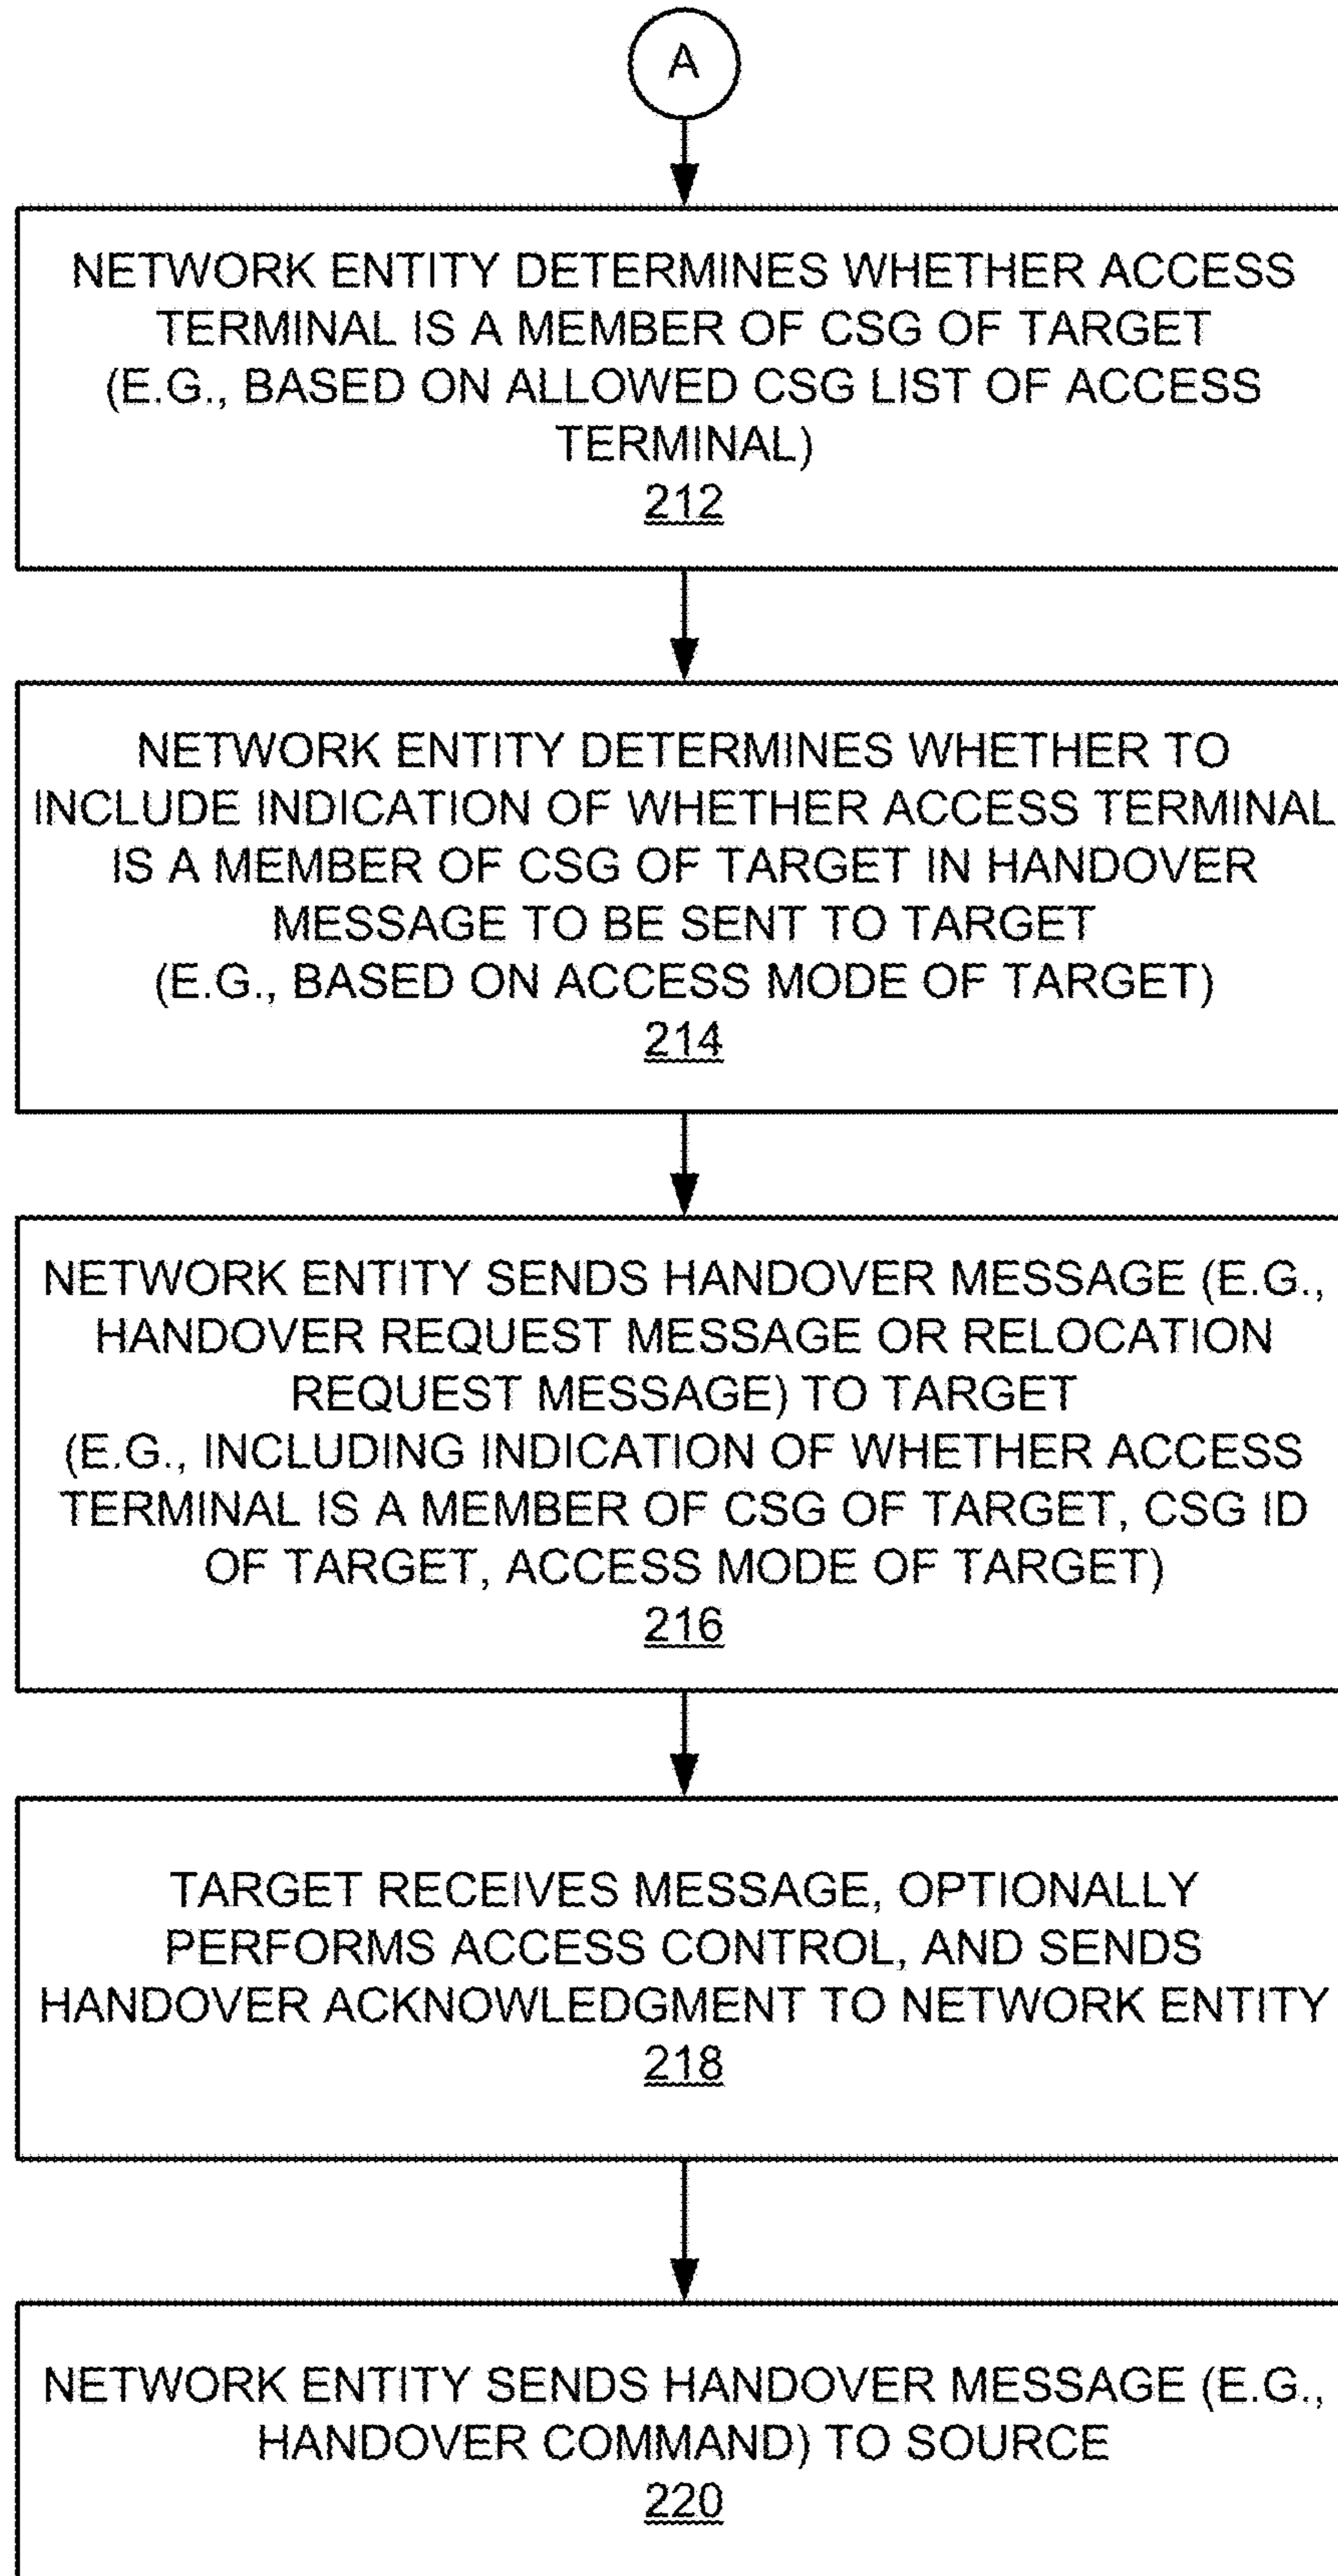 A
NETWORK ENTITY DETERMINES WHETHER ACCESS
TERMINAL IS A MEMBER OF CSG OF TARGET
(E.G., BASED ON ALLOWED CSG LIST OF ACCESS
TERMINAL)
212
NETWORK ENTITY DETERMINES WHETHER TO
INCLUDE INDICATION OF WHETHER ACCESS TERMINAL
IS A MEMBER OF CSG OF TARGET IN HANDOVER
MESSAGE TO BE SENT TO TARGET
(E.G., BASED ON ACCESS MODE OF TARGET)
214
NETWORK ENTITY SENDS HANDOVER MESSAGE (E.G.,
HANDOVER REQUEST MESSAGE OR RELOCATION
REQUEST MESSAGE) TO TARGET
(E.G., INCLUDING INDICATION OF WHETHER ACCESS
TERMINAL IS A MEMBER OF CSG OF TARGET, CSG ID
OF TARGET, ACCESS MODE OF TARGET)
216
TARGET RECEIVES MESSAGE, OPTIONALLY
PERFORMS ACCESS CONTROL, AND SENDS
HANDOVER ACKNOWLEDGMENT TO NETWORK ENTITY
218
NETWORK ENTITY SENDS HANDOVER MESSAGE (E.G.,
HANDOVER COMMAND) TO SOURCE
220